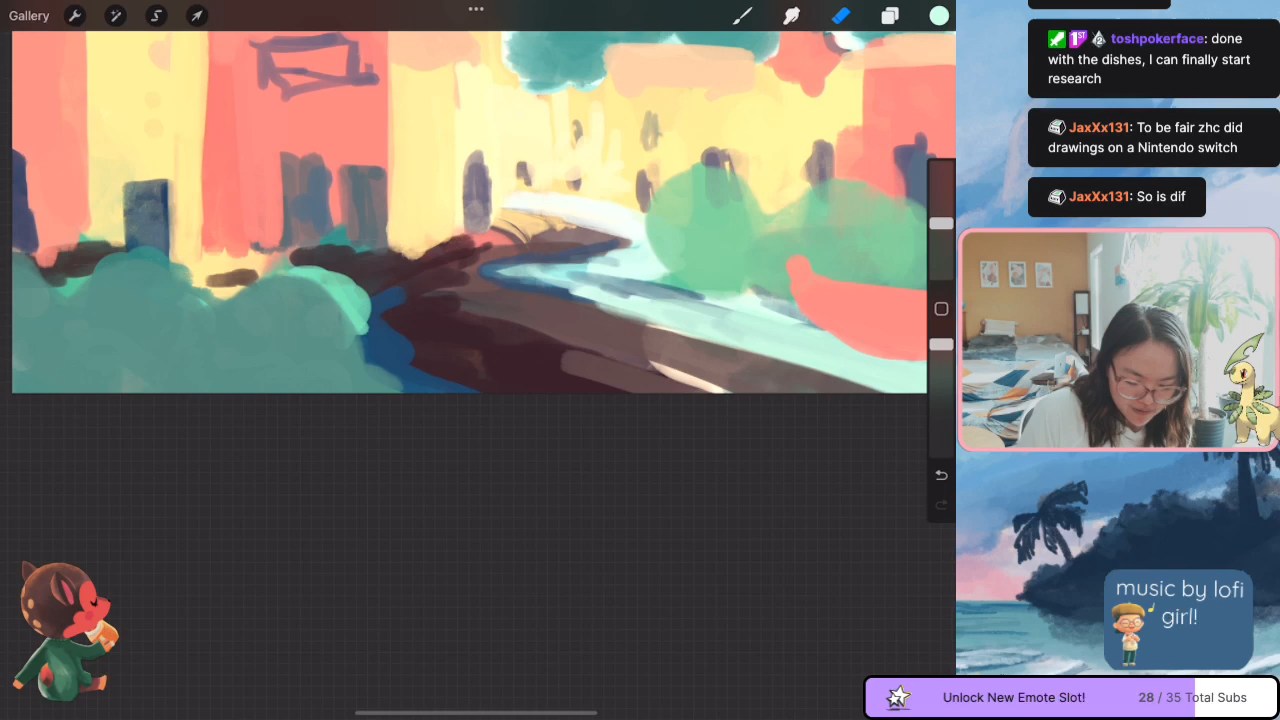 Gallery
1ST toshpokerface: done
with the dishes, I can finally start
research
JaxXx131: To be fair zhc did
drawings on a Nintendo switch
JaxXx131: So is dif
music by lofi
girl!
Unlock New Emote Slot! 28 / 35 Total Subs